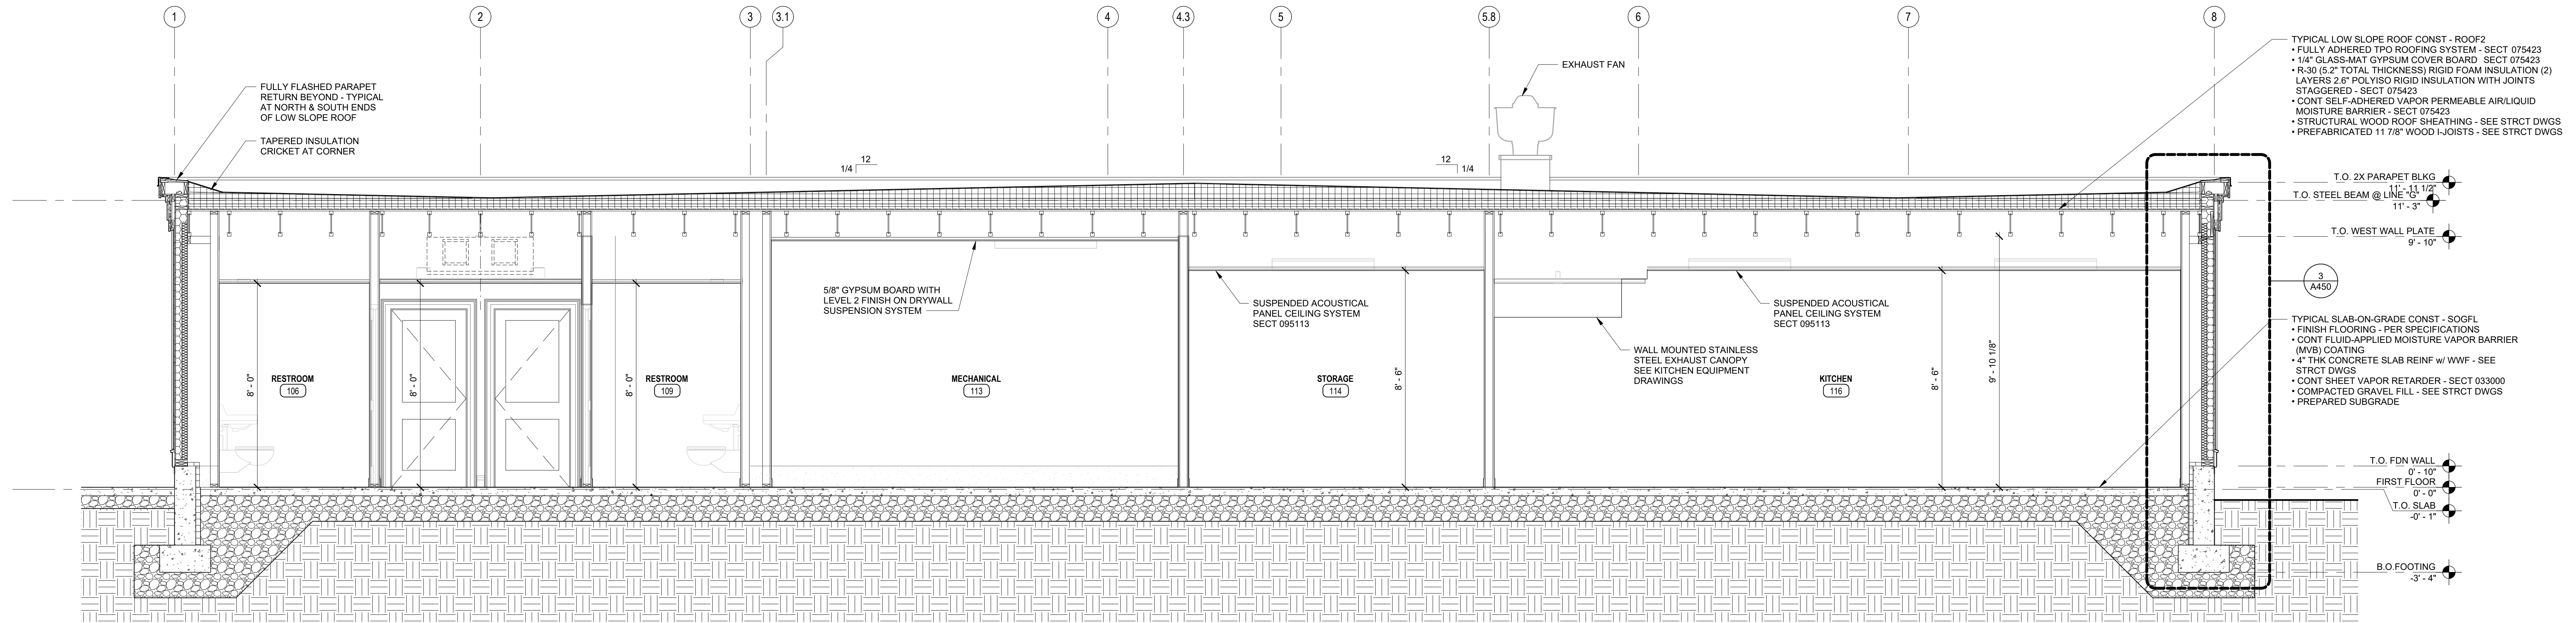 1
2
3
3.1
4
4.3
5
5.8
6
7
8
FULLY FLASHED PARAPET
RETURN BEYOND - TYPICAL
AT NORTH & SOUTH ENDS
OF LOW SLOPE ROOF
TAPERED INSULATION
CRICKET AT CORNER
EXHAUST FAN
TYPICAL LOW SLOPE ROOF CONST - ROOF2
• FULLY ADHERED TPO ROOFING SYSTEM - SECT 075423
• 1/4" GLASS-MAT GYPSUM COVER BOARD SECT 075423
• R-30 (5.2" TOTAL THICKNESS) RIGID FOAM INSULATION (2)
LAYERS 2.6" POLYISO RIGID INSULATION WITH JOINTS
STAGGERED - SECT 075423
• CONT SELF-ADHERED VAPOR PERMEABLE AIR/LIQUID
MOISTURE BARRIER - SECT 075423
• STRUCTURAL WOOD ROOF SHEATHING - SEE STRCT DWGS
• PREFABRICATED 11 7/8" WOOD I-JOISTS - SEE STRCT DWGS
12
1/4
12
1/4
T.O. 2X PARAPET BLKG
11' - 11 1/2"
T.O. STEEL BEAM @ LINE "G"
11' - 3"
T.O. WEST WALL PLATE
9' - 10"
3
A450
5/8" GYPSUM BOARD WITH
LEVEL 2 FINISH ON DRYWALL
SUSPENSION SYSTEM
SUSPENDED ACOUSTICAL
PANEL CEILING SYSTEM
SECT 095113
SUSPENDED ACOUSTICAL
PANEL CEILING SYSTEM
SECT 095113
WALL MOUNTED STAINLESS
STEEL EXHAUST CANOPY
SEE KITCHEN EQUIPMENT
DRAWINGS
TYPICAL SLAB-ON-GRADE CONST - SOGFL
• FINISH FLOORING - PER SPECIFICATIONS
• CONT FLUID-APPLIED MOISTURE VAPOR BARRIER
(MVB) COATING
• 4" THK CONCRETE SLAB REINF w/ WWF - SEE
STRCT DWGS
• CONT SHEET VAPOR RETARDER - SECT 033000
• COMPACTED GRAVEL FILL - SEE STRCT DWGS
• PREPARED SUBGRADE
8' - 0"
RESTROOM
106
8' - 0"
8' - 0"
RESTROOM
109
MECHANICAL
113
STORAGE
114
8' - 6"
KITCHEN
116
8' - 6"
9' - 10 1/8"
T.O. FDN WALL
0' - 10"
FIRST FLOOR
0' - 0"
T.O. SLAB
-0' - 1"
B.O.FOOTING
-3' - 4"